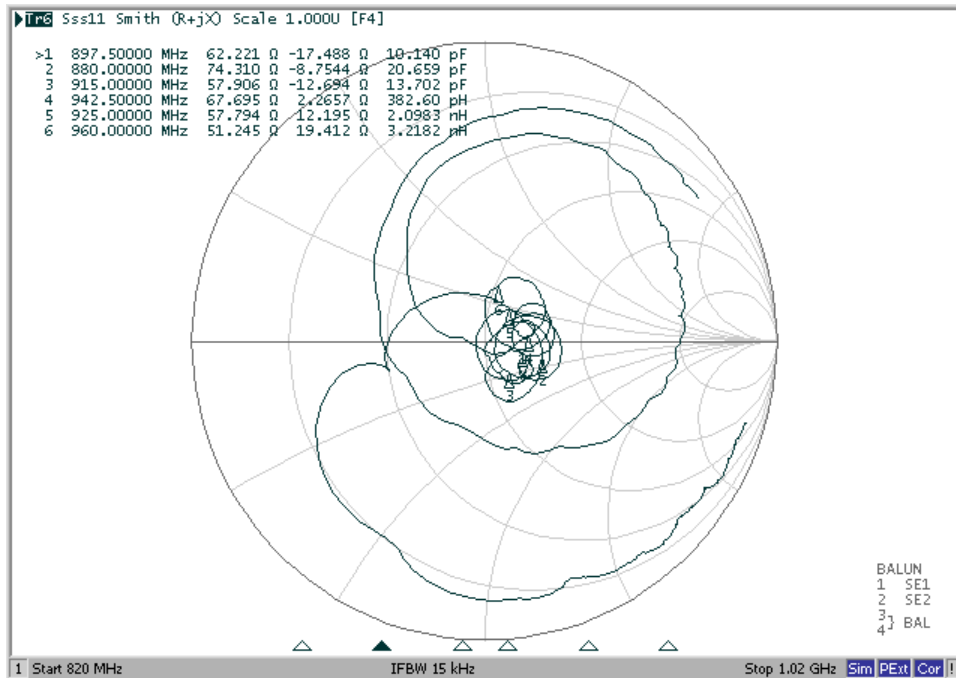 Tr6 Sss11 Smith (R+jX) Scale 1.000U [F4]
>1 897.50000 MHz 62.221 Ω -17.488 Ω 10.140 pF
2 880.00000 MHz 74.310 Ω -8.7544 Ω 20.659 pF
3 915.00000 MHz 57.906 Ω -12.694 Ω 13.702 pF
4 942.50000 MHz 67.695 Ω 2.2657 Ω 382.60 pH
5 925.00000 MHz 57.794 Ω 12.195 Ω 2.0983 nH
6 960.00000 MHz 51.245 Ω 19.412 Ω 3.2182 nH
2
3
BALUN
1 SE1
2 SE2
3
4 } BAL
1 Start 820 MHz IFBW 15 kHz Stop 1.02 GHz Sim PExt Cor !